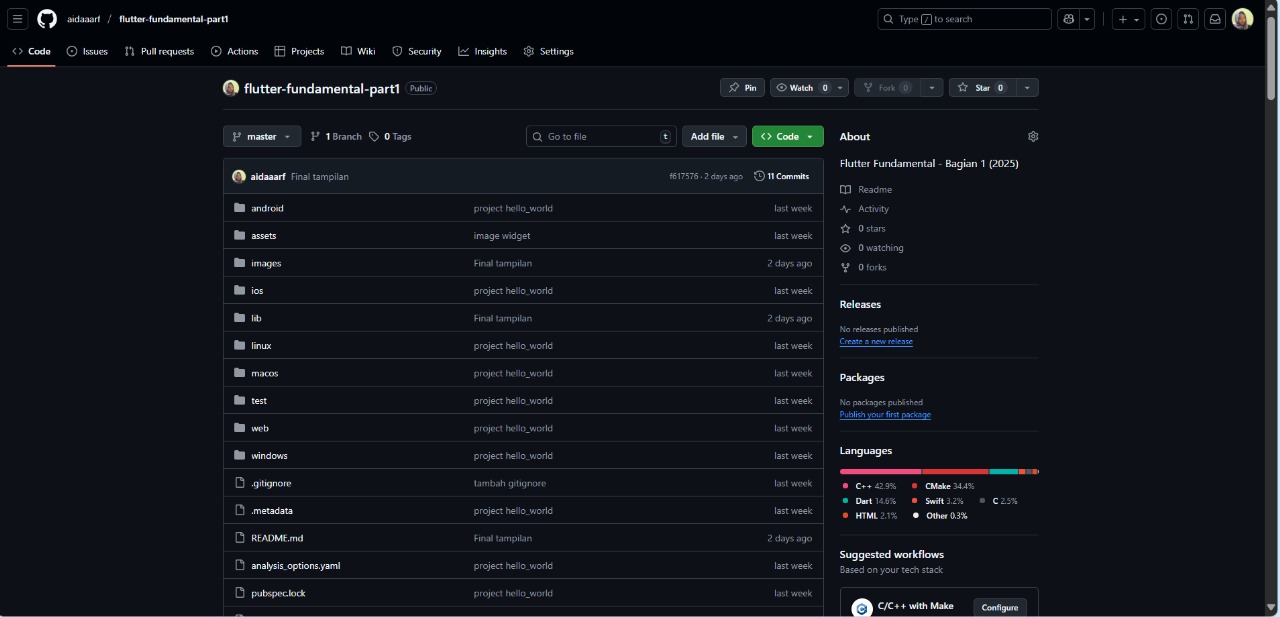 aidaaarf / flutter-fundamental-part1
Type / to search
Code Issues Pull requests Actions Projects Wiki Security Insights Settings
flutter-fundamental-part1 Public
Pin Watch 0 Fork 0 Star 0
master 1 Branch 0 Tags Go to file t Add file Code
aidaaarf Final tampilan f617576 · 2 days ago 11 Commits
android project hello_world last week
assets image widget last week
images Final tampilan 2 days ago
ios project hello_world last week
lib Final tampilan 2 days ago
linux project hello_world last week
macos project hello_world last week
test project hello_world last week
web project hello_world last week
windows project hello_world last week
.gitignore tambah gitignore last week
.metadata project hello_world last week
README.md Final tampilan 2 days ago
analysis_options.yaml project hello_world last week
pubspec.lock project hello_world last week
About
Flutter Fundamental - Bagian 1 (2025)
Readme
Activity
0 stars
0 watching
0 forks
Releases
No releases published
Create a new release
Packages
No packages published
Publish your first package
Languages
C++ 42.9% CMake 34.4%
Dart 14.6% Swift 3.2% C 2.5%
HTML 2.1% Other 0.3%
Suggested workflows
Based on your tech stack
C/C++ with Make Configure